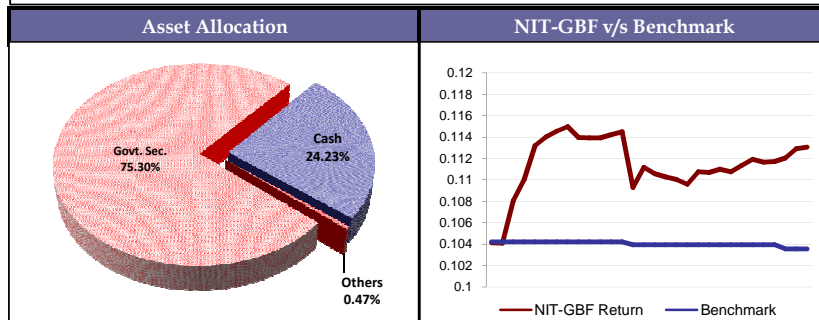 Asset Allocation
NIT-GBF v/s Benchmark
Govt. Sec.
75.30%
Cash
24.23%
Others
0.47%
0.12
0.118
0.116
0.114
0.112
0.11
0.108
0.106
0.104
0.102
0.1
NIT-GBF Return
Benchmark